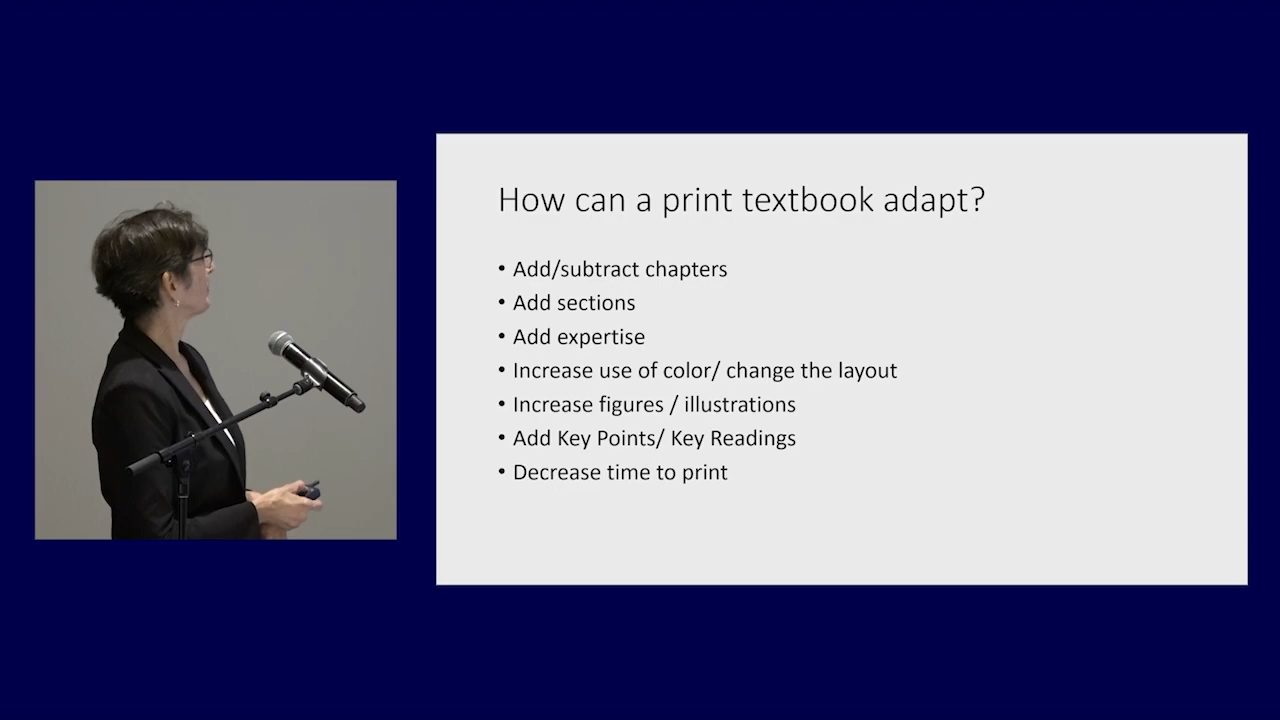 How can a print textbook adapt?
• Add/subtract chapters
• Add sections
• Add expertise
• Increase use of color/ change the layout
• Increase figures / illustrations
• Add Key Points/ Key Readings
• Decrease time to print